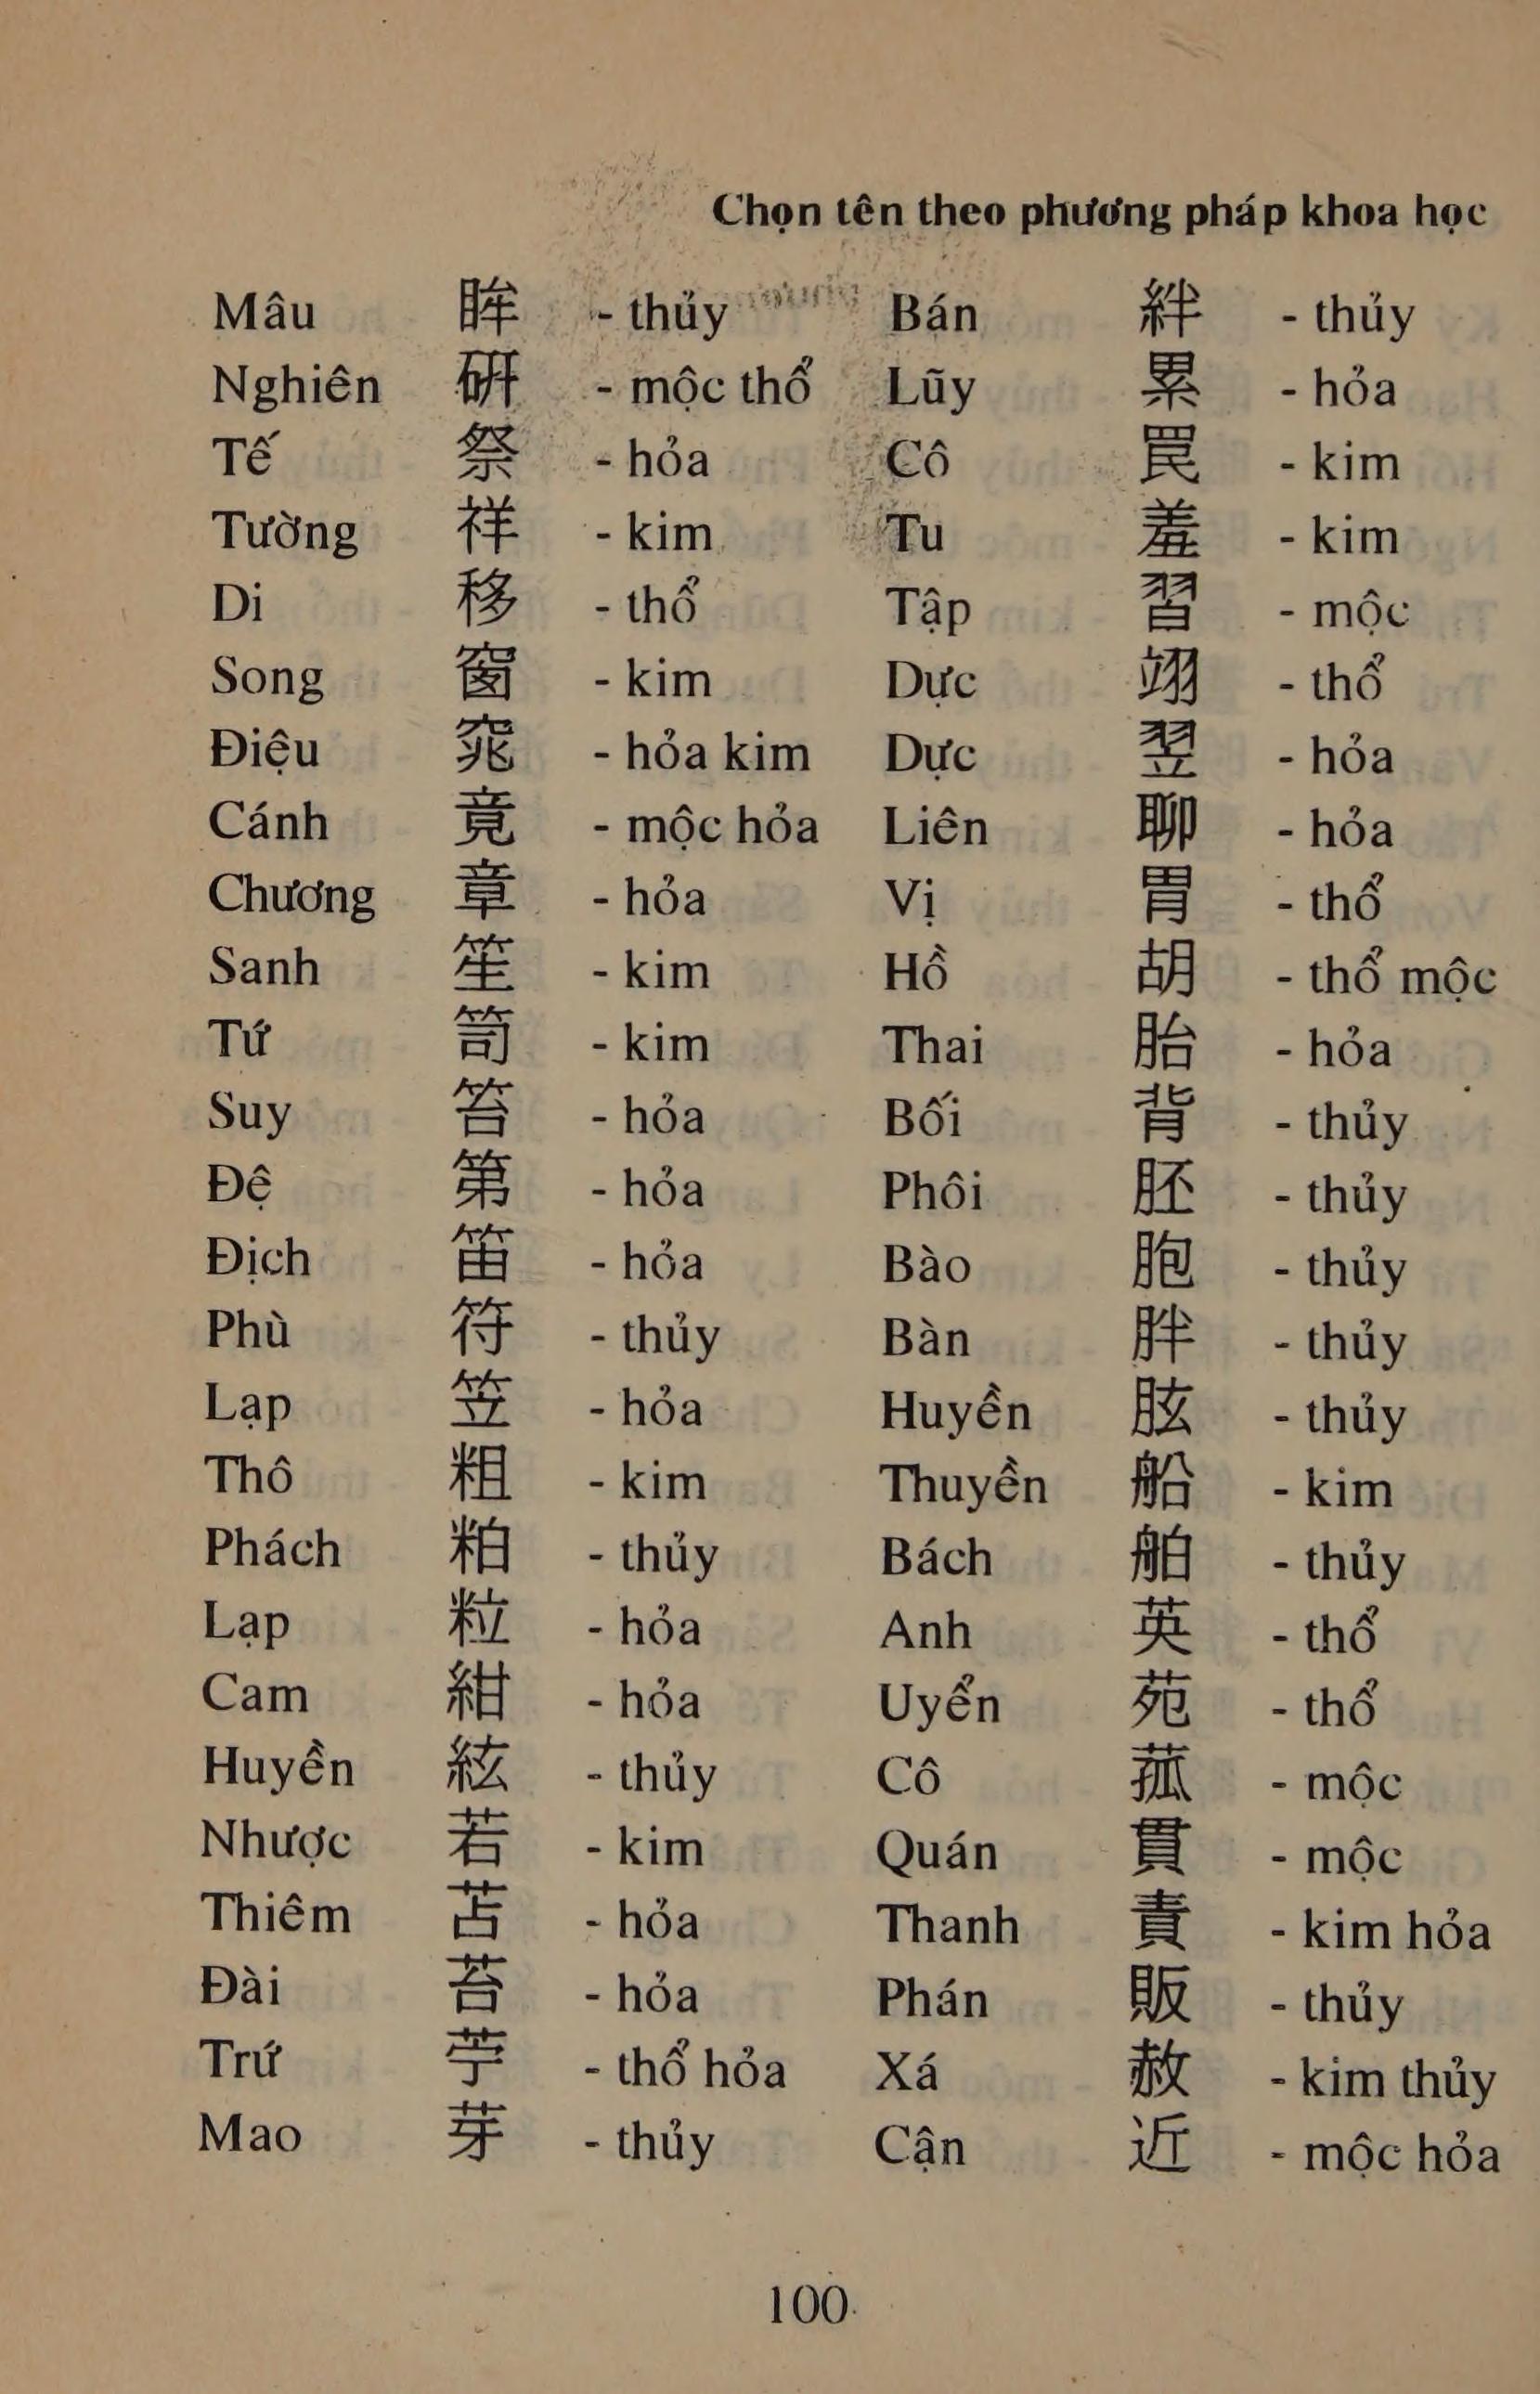 Chọn tên theo phương pháp khoa học
Mâu 眸 - thủy
Nghiên 研 - mộc thổ
Tế 祭 - hỏa
Tường 祥 - kim
Di 移 - thổ
Song 窗 - kim
Điệu 窕 - hỏa kim
Cánh 竟 - mộc hỏa
Chương 章 - hỏa
Sanh 笙 - kim
Tứ 笥 - kim
Suy 笞 - hỏa
Đệ 第 - hỏa
Địch 笛 - hỏa
Phù 符 - thủy
Lạp 笠 - hỏa
Thô 粗 - kim
Phách 粕 - thủy
Lạp 粒 - hỏa
Cam 紺 - hỏa
Huyền 絃 - thủy
Nhược 若 - kim
Thiêm 苫 - hỏa
Đài 苔 - hỏa
Trứ 苧 - thổ hỏa
Mao 芽 - thủy
Bán 絆 - thủy
Lũy 累 - hỏa
Cô 罠 - kim
Tu 羞 - kim
Tập 習 - mộc
Dực 翊 - thổ
Dực 翌 - hỏa
Liên 聊 - hỏa
Vị 胃 - thổ
Hồ 胡 - thổ mộc
Thai 胎 - hỏa
Bối 背 - thủy
Phôi 胚 - thủy
Bào 胞 - thủy
Bàn 胖 - thủy
Huyền 胘 - thủy
Thuyền 船 - kim
Bách 舶 - thủy
Anh 英 - thổ
Uyển 苑 - thổ
Cô 菰 - mộc
Quán 貫 - mộc
Thanh 責 - kim hỏa
Phán 販 - thủy
Xá 赦 - kim thủy
Cận 近 - mộc hỏa
100